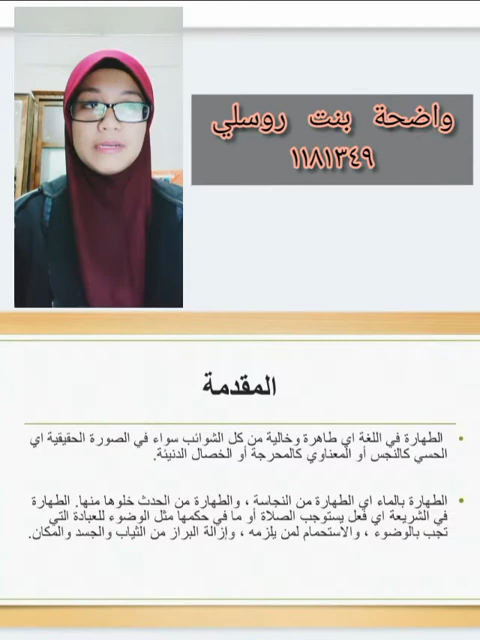 واضحة بنت روسلي
١١٨١٣٤٩
المقدمة
• الطهارة في اللغة اي طاهرة وخالية من كل الشوائب سواء في الصورة الحقيقية اي
الحسي كالنجس أو المعناوي كالمحرجة أو الخصال الدنيئة.
• الطهارة بالماء اي الطهارة من النجاسة ، والطهارة من الحدث خلوها منها. الطهارة
في الشريعة اي فعل يستوجب الصلاة أو ما في حكمها مثل الوضوء للعبادة التي
تجب بالوضوء ، والاستحمام لمن يلزمه ، وإزالة البراز من الثياب والجسد والمكان.